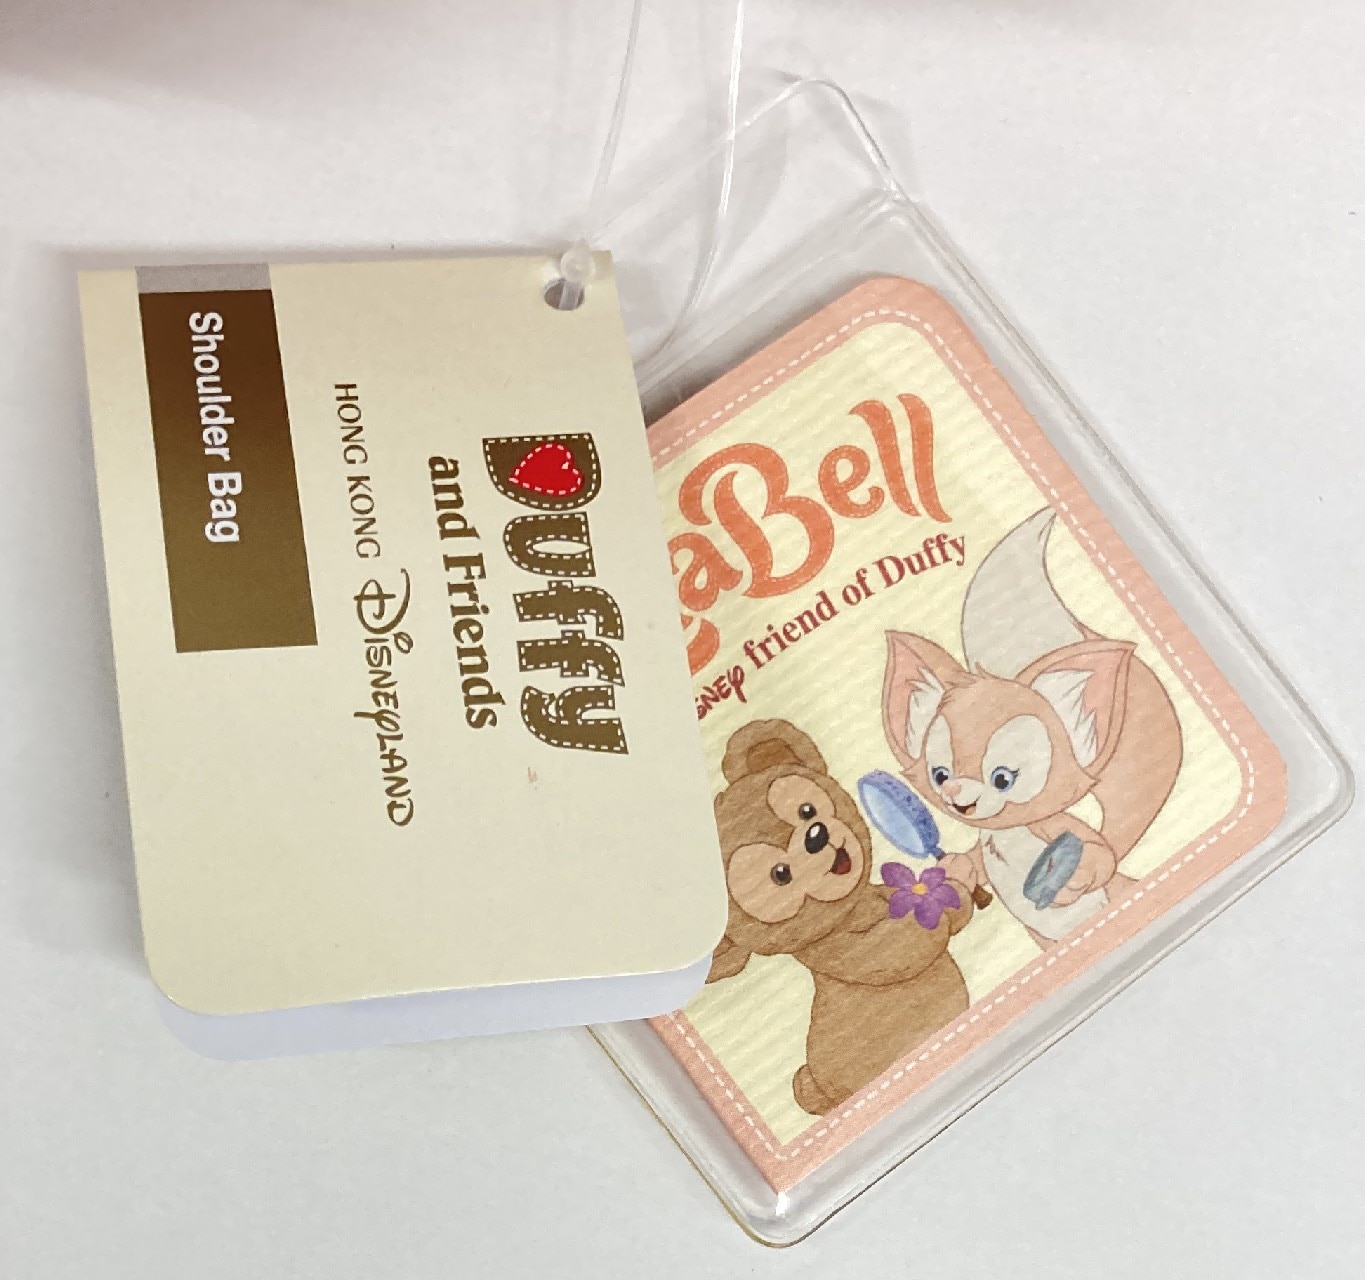 Duffy
and Friends
HONG KONG DISNEYLAND
Shoulder Bag
aBell
friend of Duffy